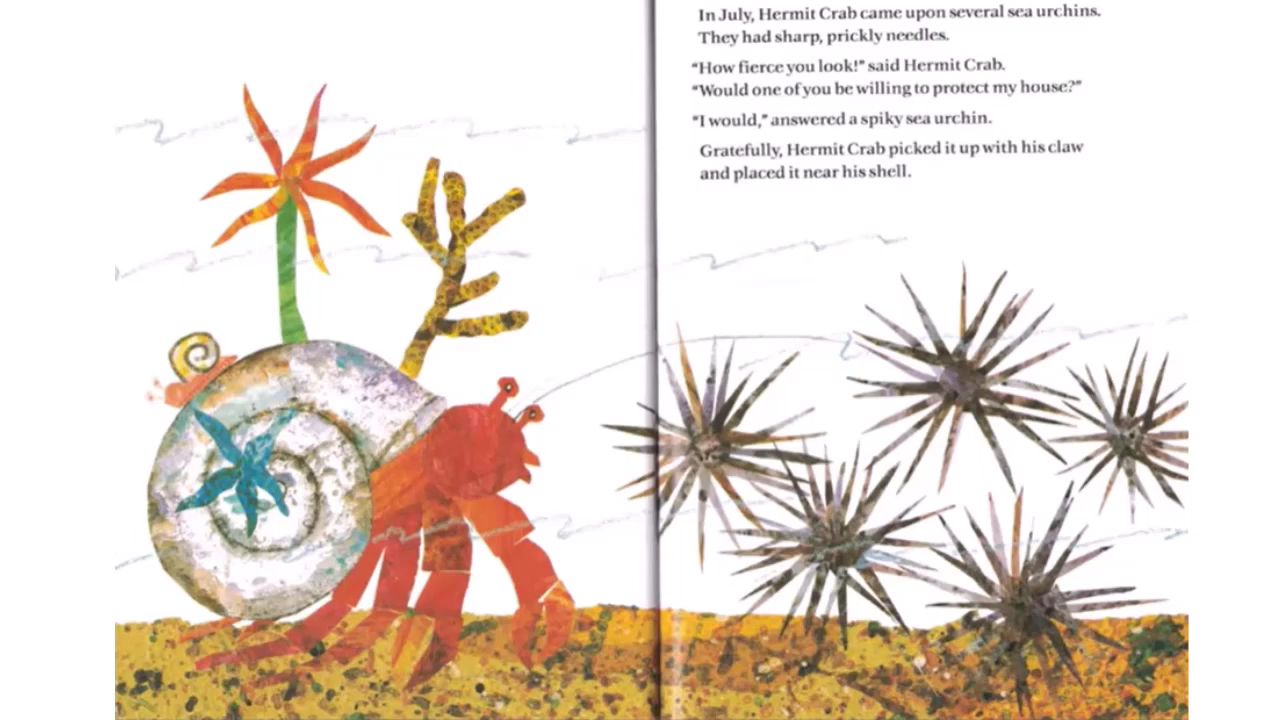 In July, Hermit Crab came upon several sea urchins.
They had sharp, prickly needles.
“How fierce you look!” said Hermit Crab.
“Would one of you be willing to protect my house?”
“I would,” answered a spiky sea urchin.
Gratefully, Hermit Crab picked it up with his claw
and placed it near his shell.